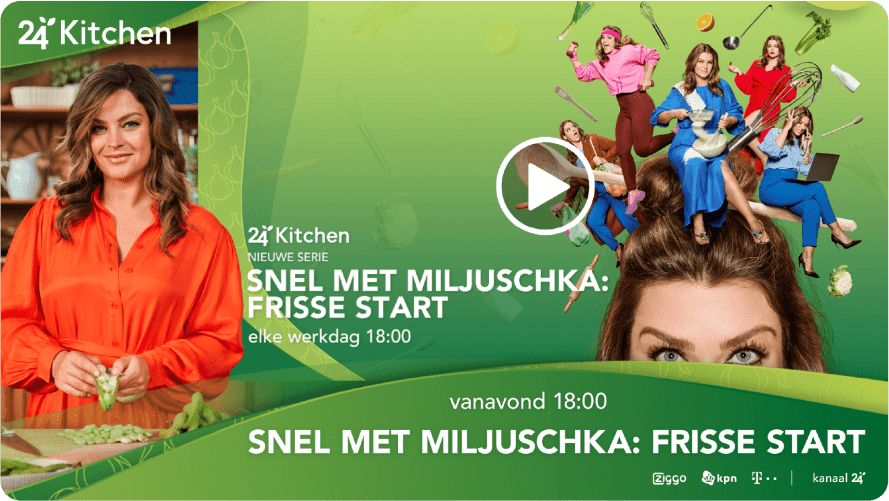 24 Kitchen
24 Kitchen
NIEUWE SERIE
SNEL MET MILJUSCHKA:
FRISSE START
elke werkdag 18:00
vanavond 18:00
SNEL MET MILJUSCHKA: FRISSE START
ziggo kpn T kanaal 24